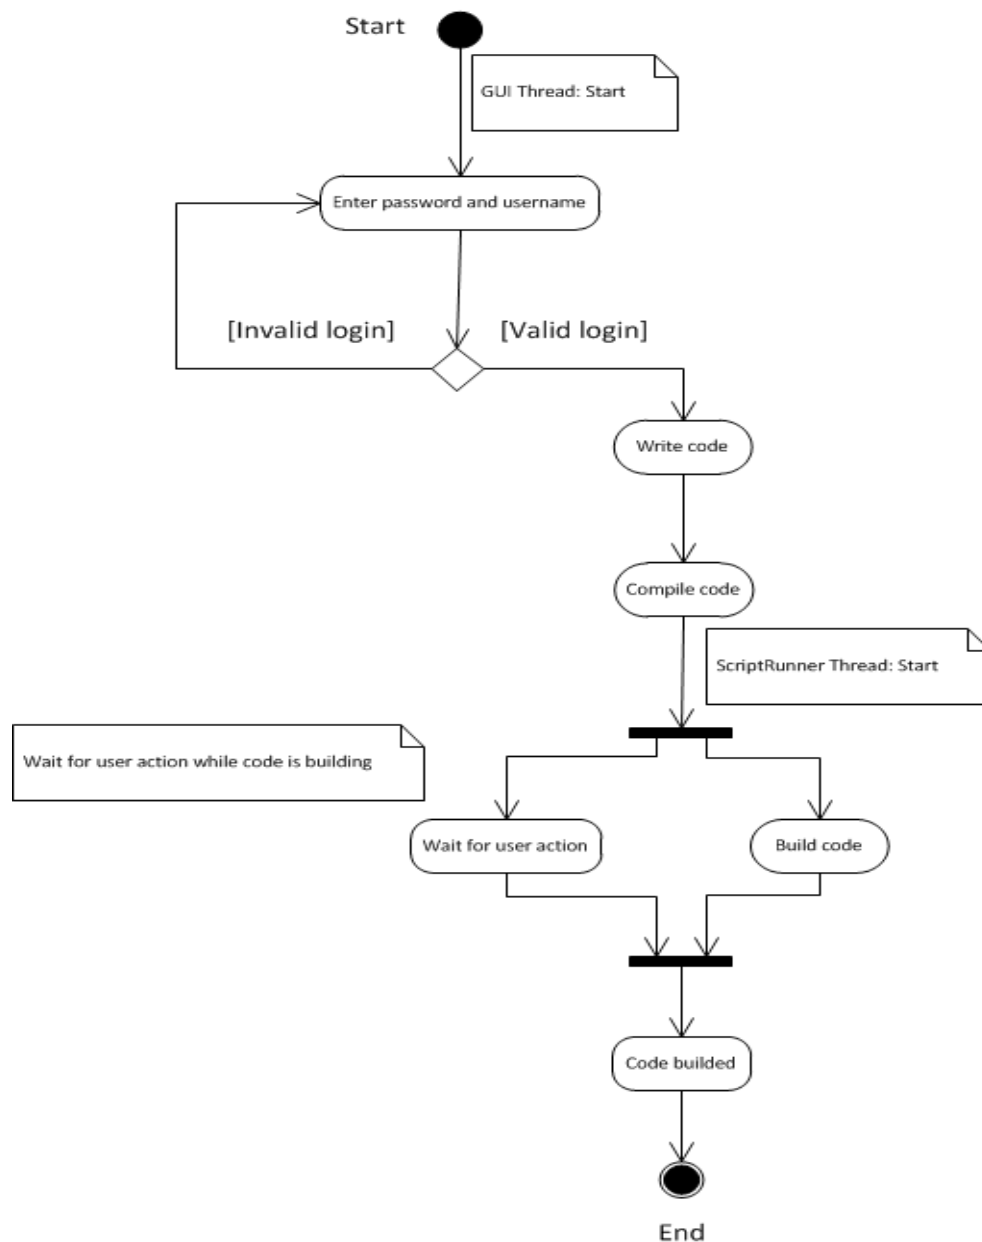 Start
GUI Thread: Start
Enter password and username
[Invalid login]
[Valid login]
Write code
Compile code
ScriptRunner Thread: Start
Wait for user action while code is building
Wait for user action
Build code
Code builded
End